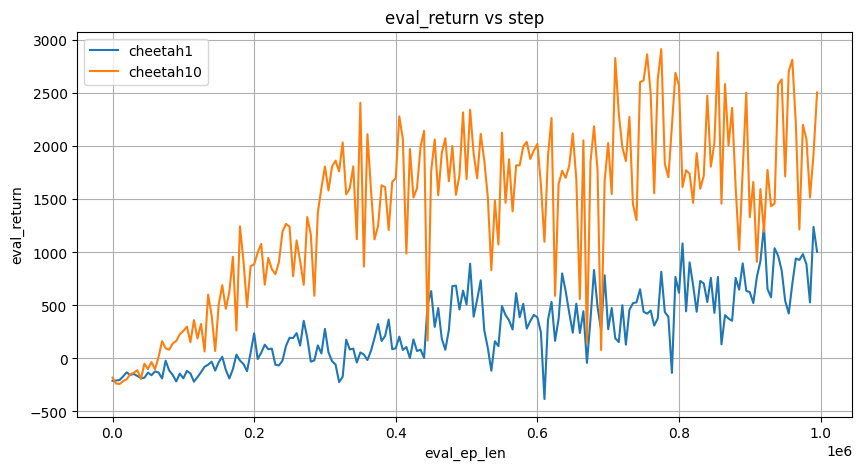 eval_return vs step
cheetah1
cheetah10
3000
2500
2000
1500
1000
500
0
−500
eval_return
0.0 0.2 0.4 0.6 0.8 1.0
1e6
eval_ep_len